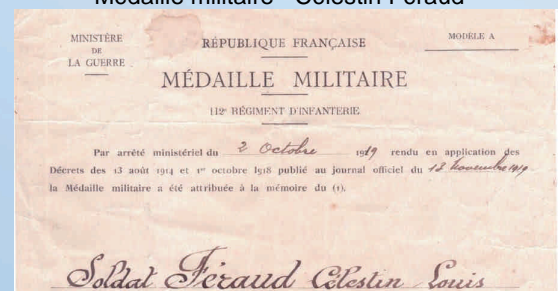 Médaille militaire - Célestin Féraud
MINISTÈRE
DE
LA GUERRE
RÉPUBLIQUE FRANÇAISE
MODÈLE A
MÉDAILLE MILITAIRE
112e RÉGIMENT D'INFANTERIE
Par arrêté ministériel du 2 Octobre 1919 rendu en application des
Décrets des 13 août 1914 et 1er octobre 1918 publié au journal officiel du 13 Novembre 1919
la Médaille militaire a été attribuée à la mémoire du (1).
Soldat Féraud Célestin Louis